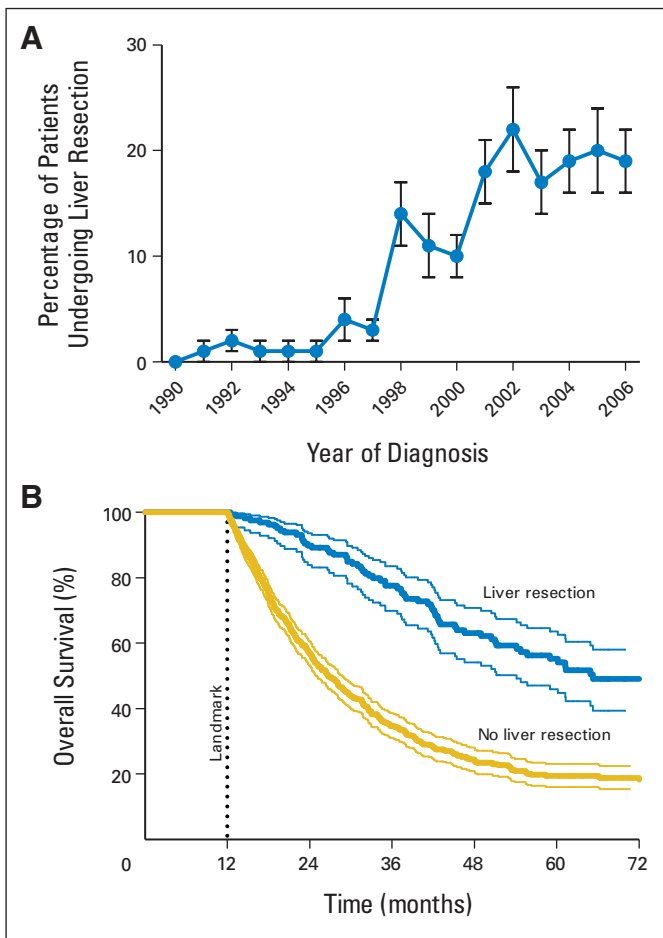 A
Percentage of Patients
Undergoing Liver Resection
30
20
10
0
1990
1992
1994
1996
1998
2000
2002
2004
2006
Year of Diagnosis
B
Overall Survival (%)
100
80
60
40
20
0
Landmark
Liver resection
No liver resection
12
24
36
48
60
72
Time (months)